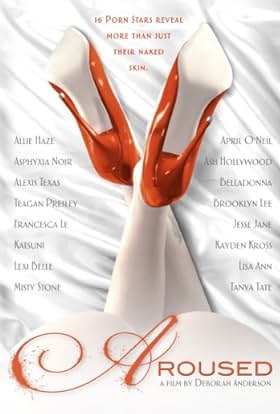 16 Porn Stars reveal
more than just
their naked
skin.
Allie Haze
Asphyxia Noir
Alexis Texas
Teagan Presley
Francesca Le
Katsuni
Lexi Belle
Misty Stone
April O'Neil
Ash Hollywood
Belladonna
Brooklyn Lee
Jesse Jane
Kayden Kross
Lisa Ann
Tanya Tate
Aroused
a film by Deborah Anderson